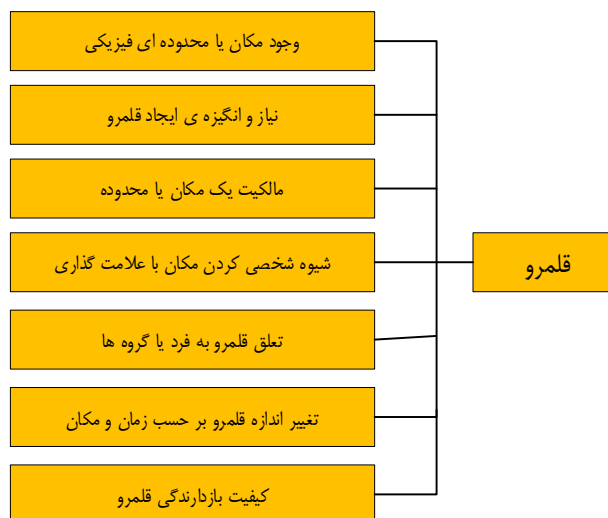 وجود مکان یا محدوده ای فیزیکی
نیاز و انگیزه ی ایجاد قلمرو
مالکیت یک مکان یا محدوده
شیوه شخصی کردن مکان با علامت گذاری
قلمرو
تعلق قلمرو به فرد یا گروه ها
تغییر اندازه قلمرو بر حسب زمان و مکان
کیفیت بازدارندگی قلمرو